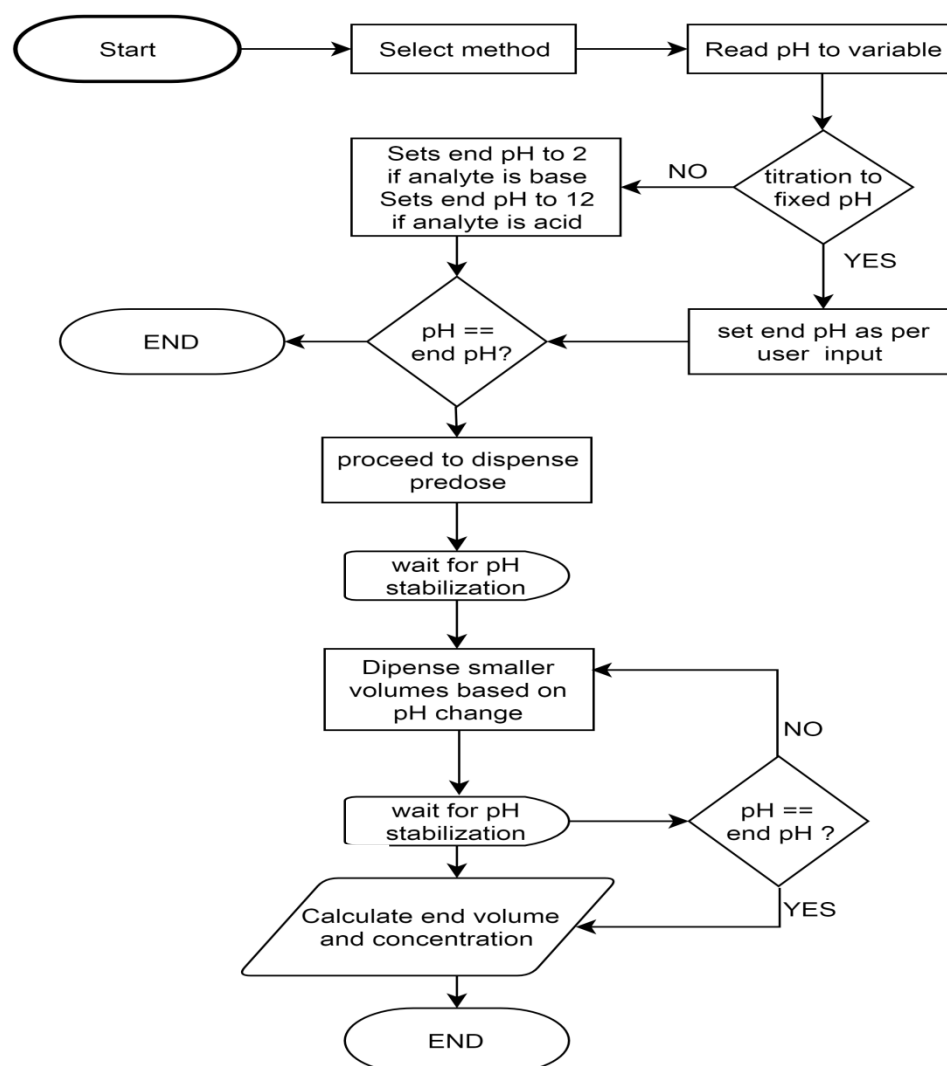 Start
Select method
Read pH to variable
Sets end pH to 2
if analyte is base
Sets end pH to 12
if analyte is acid
NO
titration to
fixed pH
YES
END
pH ==
end pH?
set end pH as per
user input
proceed to dispense
predose
wait for pH
stabilization
Dipense smaller
volumes based on
pH change
NO
wait for pH
stabilization
pH ==
end pH ?
YES
Calculate end volume
and concentration
END